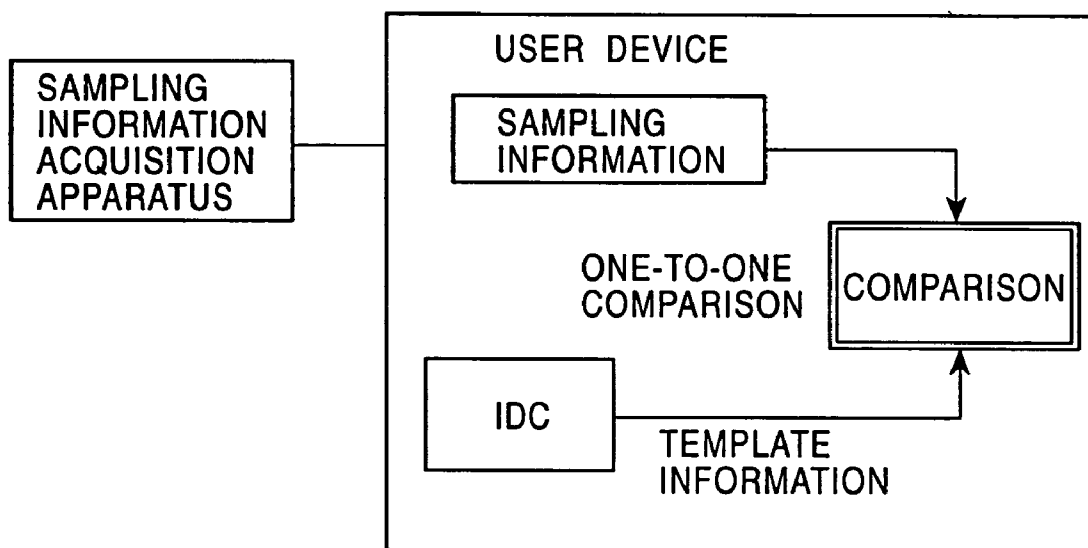 USER DEVICE
SAMPLING
INFORMATION
ACQUISITION
APPARATUS
SAMPLING
INFORMATION
ONE-TO-ONE
COMPARISON
COMPARISON
IDC
TEMPLATE
INFORMATION